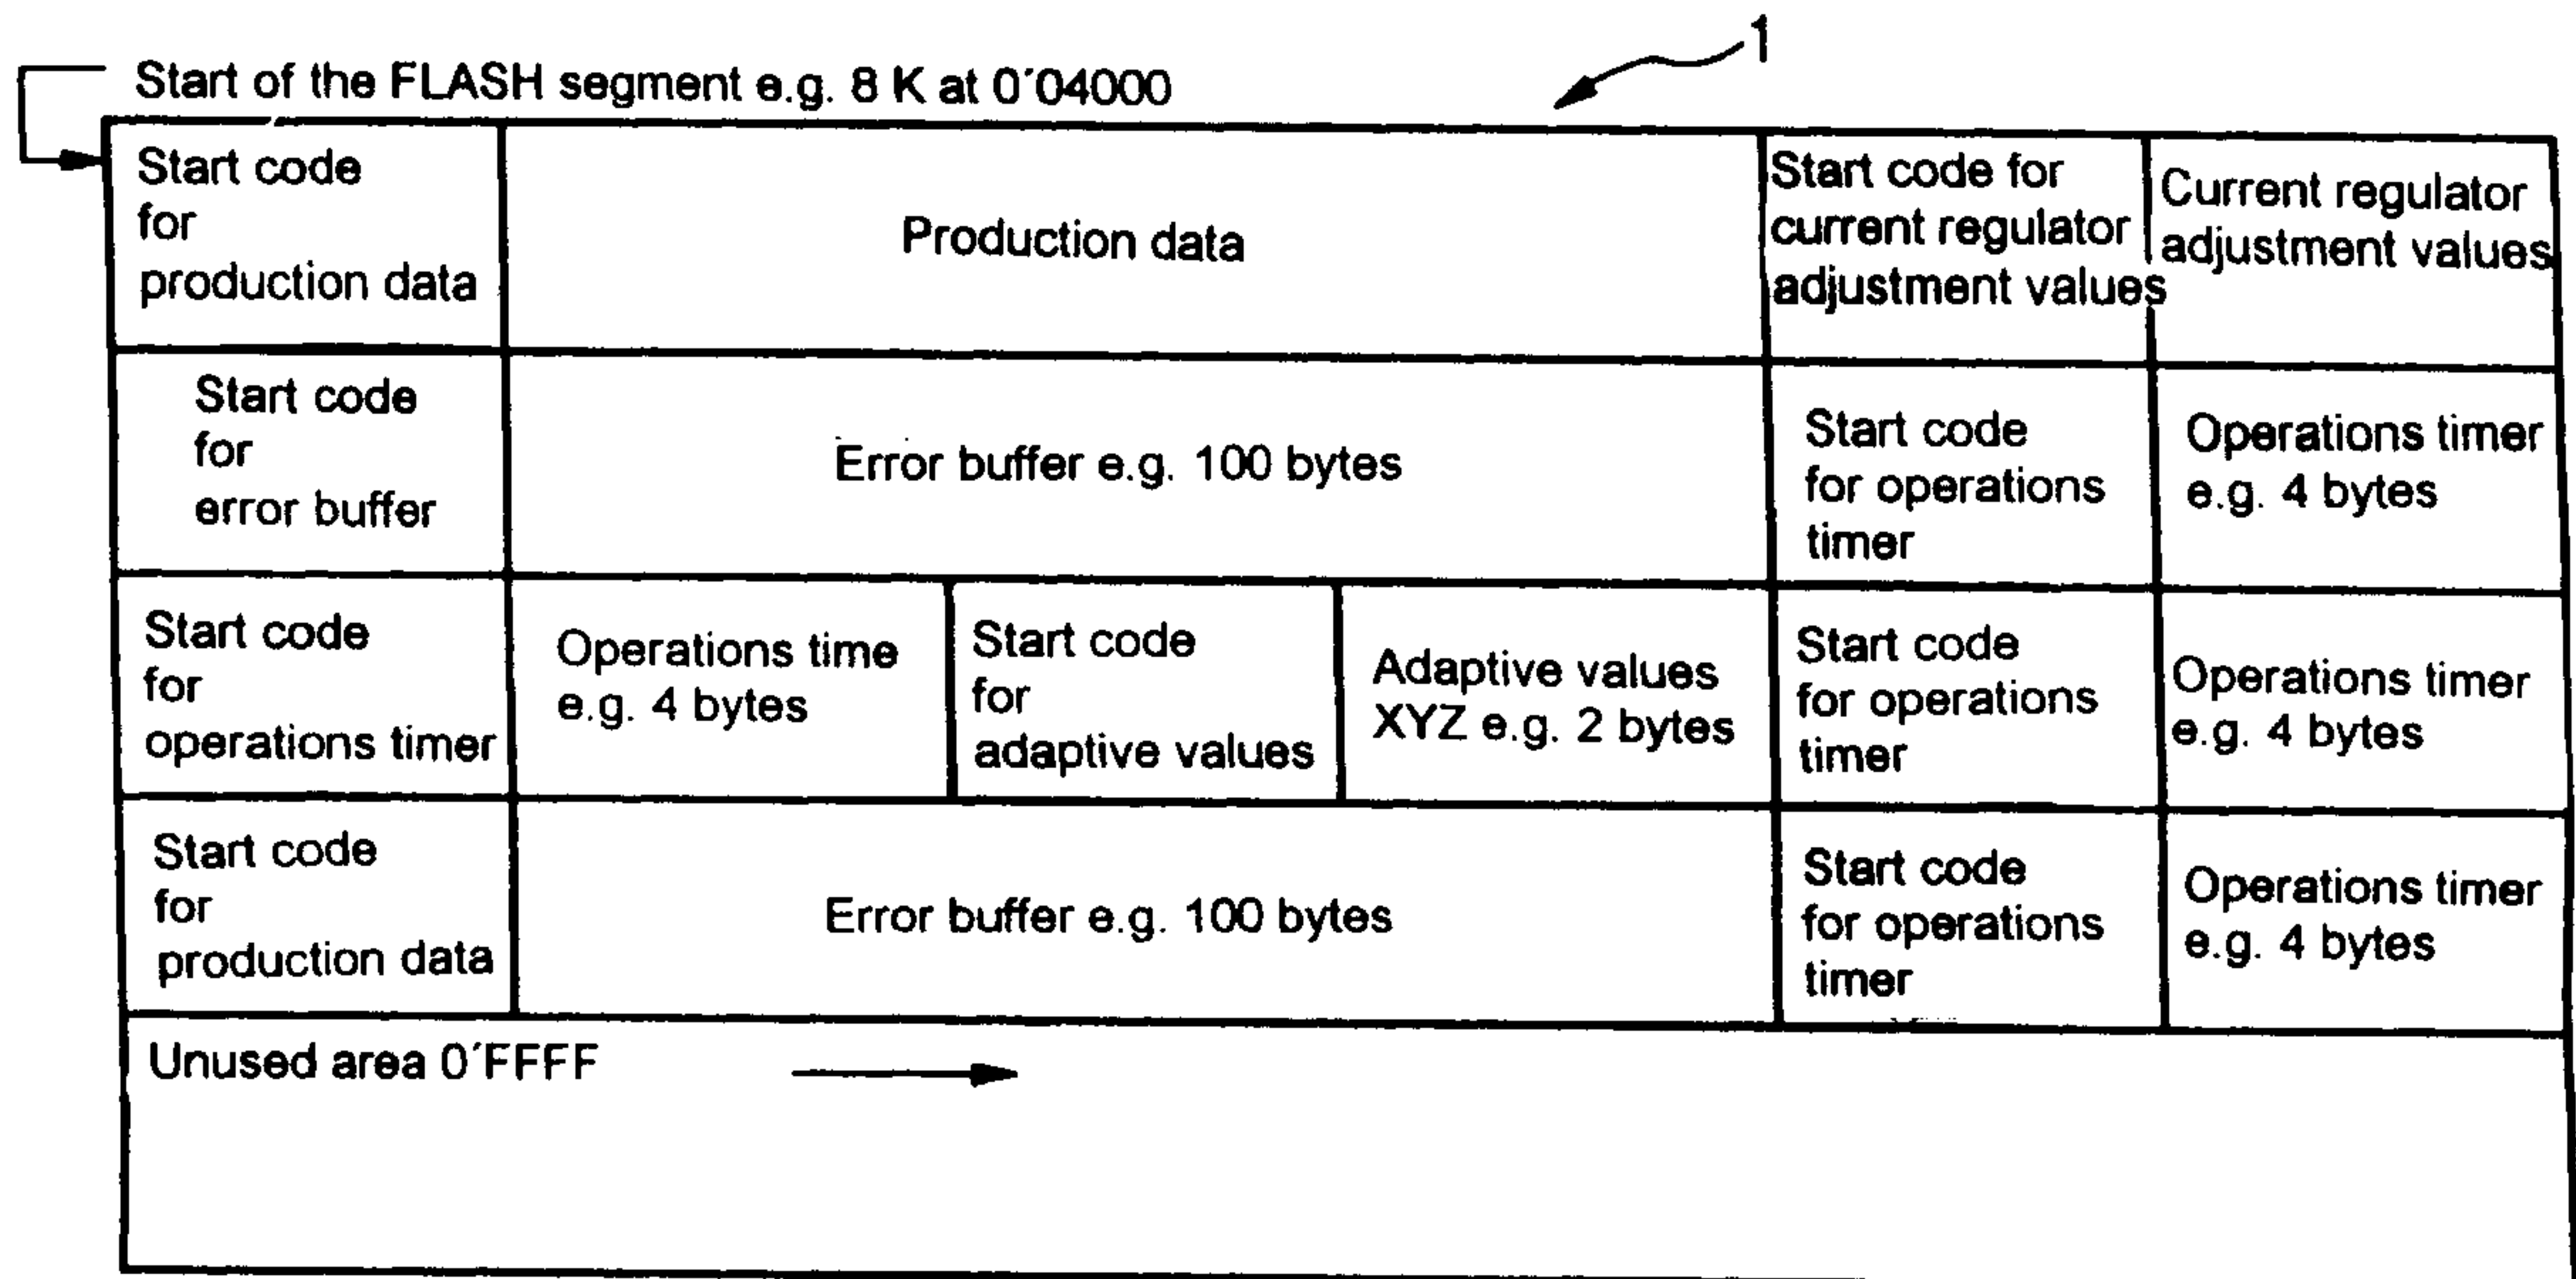 1
Start of the FLASH segment e.g. 8 K at 0´04000
Start code
for
production data
Production data
Start code for
current regulator
adjustment values
Current regulator
adjustment values
Start code
for
error buffer
Error buffer e.g. 100 bytes
Start code
for operations
timer
Operations timer
e.g. 4 bytes
Start code
for
operations timer
Operations time
e.g. 4 bytes
Start code
for
adaptive values
Adaptive values
XYZ e.g. 2 bytes
Start code
for operations
timer
Operations timer
e.g. 4 bytes
Start code
for
production data
Error buffer e.g. 100 bytes
Start code
for operations
timer
Operations timer
e.g. 4 bytes
Unused area 0´FFFF